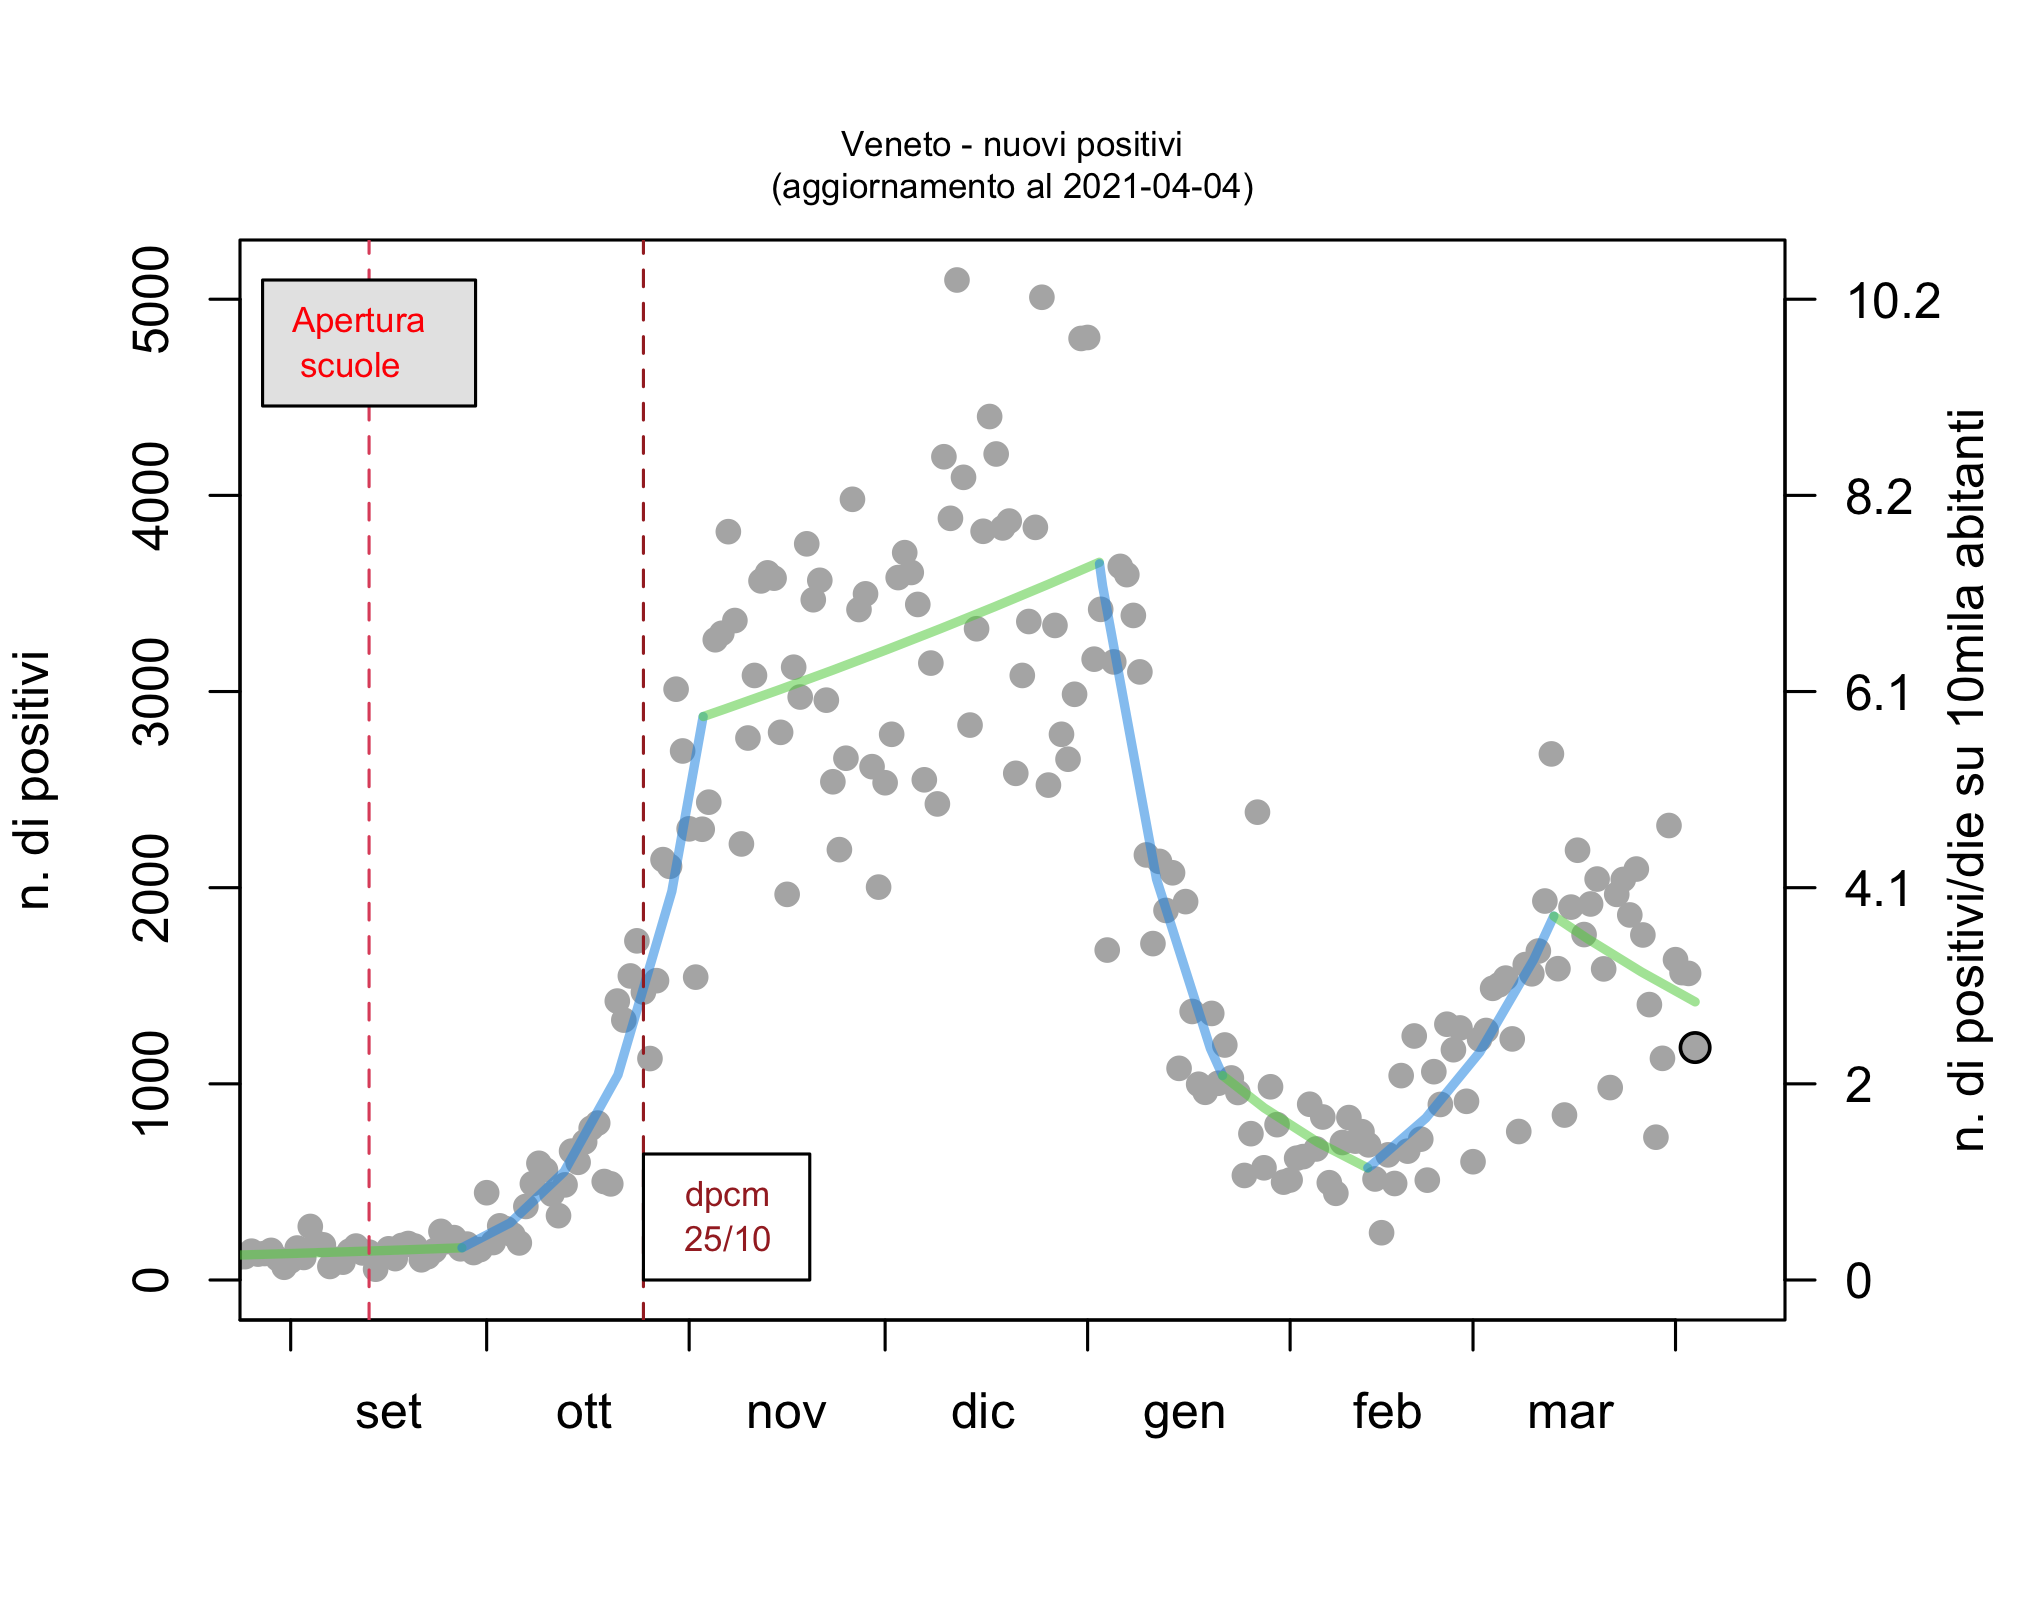 Veneto - nuovi positivi
(aggiornamento al 2021-04-04)
n. di positivi
5000
4000
3000
2000
1000
0
Apertura
scuole
dpcm
25/10
10.2
8.2
6.1
4.1
2
0
n. di positivi/die su 10mila abitanti
set ott nov dic gen feb mar